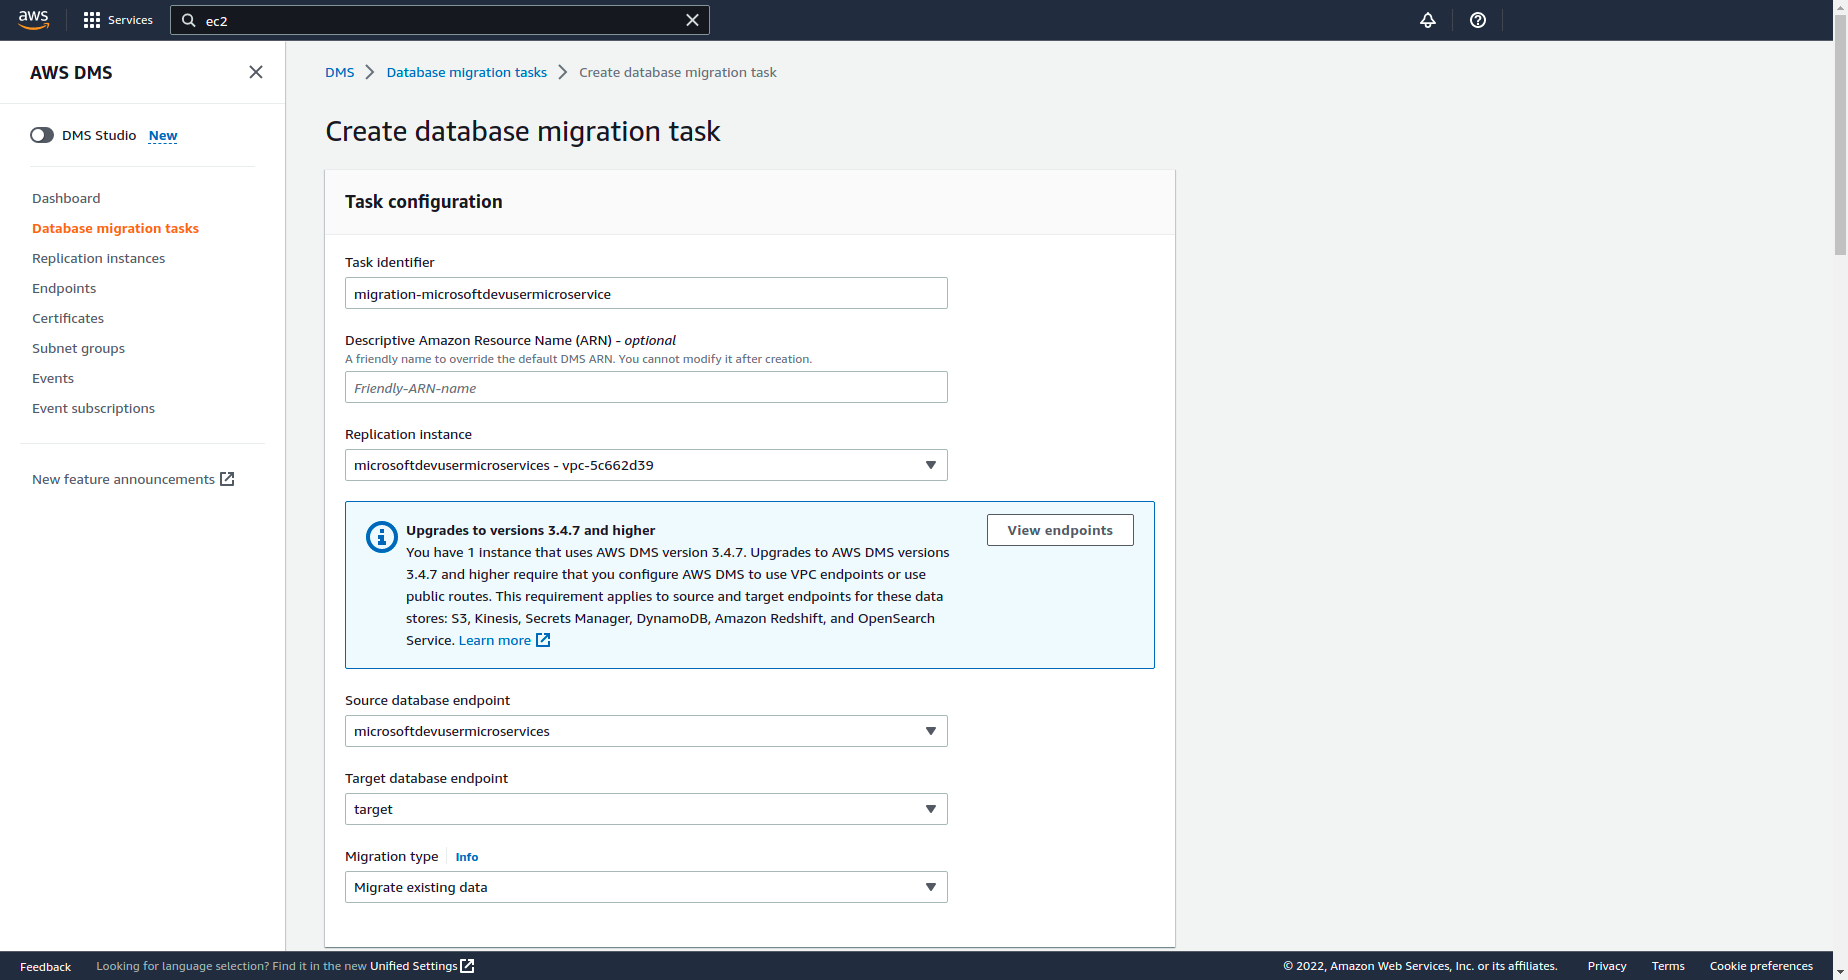 aws
Services
ec2
AWS DMS
DMS Studio New
Dashboard
Database migration tasks
Replication instances
Endpoints
Certificates
Subnet groups
Events
Event subscriptions
New feature announcements
DMS > Database migration tasks > Create database migration task
Create database migration task
Task configuration
Task identifier
migration-microsoftdevusermicroservice
Descriptive Amazon Resource Name (ARN) - optional
A friendly name to override the default DMS ARN. You cannot modify it after creation.
Friendly-ARN-name
Replication instance
microsoftdevusermicroservices - vpc-5c662d39
Upgrades to versions 3.4.7 and higher
You have 1 instance that uses AWS DMS version 3.4.7. Upgrades to AWS DMS versions
3.4.7 and higher require that you configure AWS DMS to use VPC endpoints or use
public routes. This requirement applies to source and target endpoints for these data
stores: S3, Kinesis, Secrets Manager, DynamoDB, Amazon Redshift, and OpenSearch
Service. Learn more
View endpoints
Source database endpoint
microsoftdevusermicroservices
Target database endpoint
target
Migration type Info
Migrate existing data
Feedback
Looking for language selection? Find it in the new Unified Settings
© 2022, Amazon Web Services, Inc. or its affiliates.
Privacy
Terms
Cookie preferences